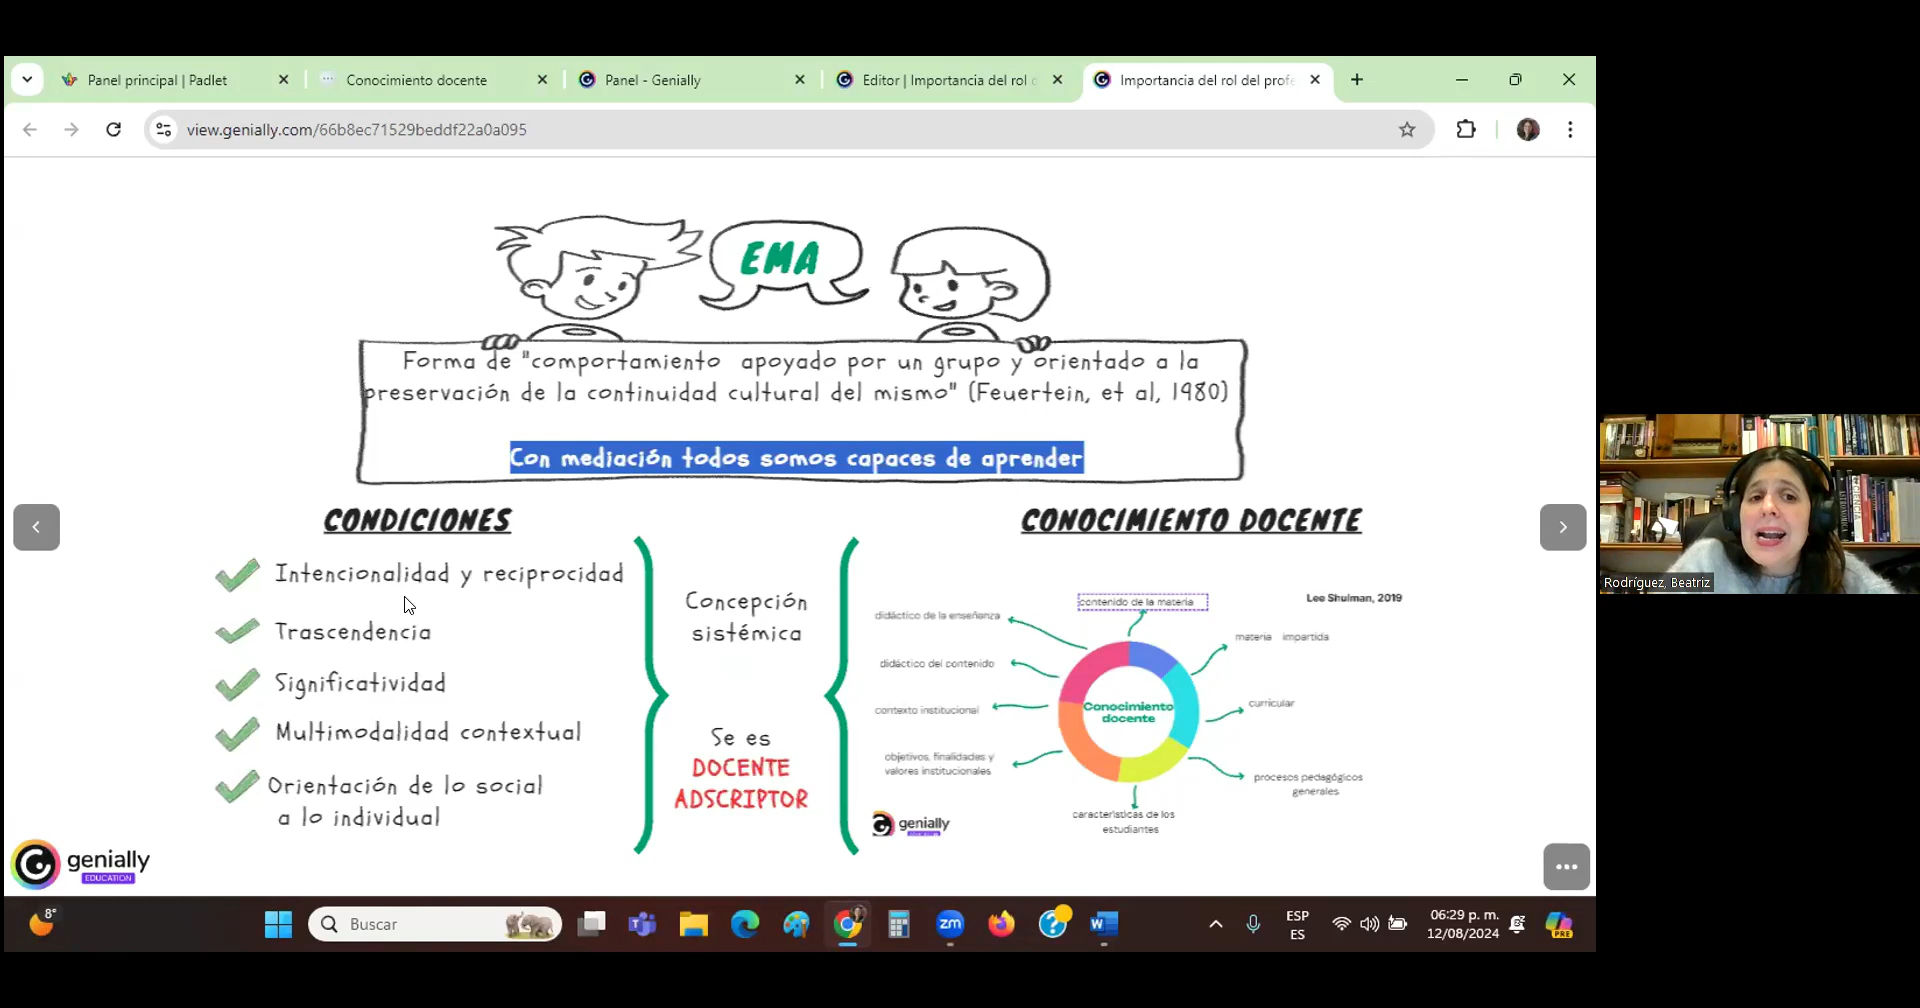 Panel principal | Padlet
Conocimiento docente
Panel - Genially
Editor | Importancia del rol
Importancia del rol del profe
view.genially.com/66b8ec71529beddf22a0a095
EMA
Forma de "comportamiento apoyado por un grupo y orientado a la
preservación de la continuidad cultural del mismo" (Feuertein, et al, 1980)
Con mediación todos somos capaces de aprender
CONDICIONES
Intencionalidad y reciprocidad
Trascendencia
Significatividad
Multimodalidad contextual
Orientación de lo social
a lo individual
Concepción
sistémica
Se es
DOCENTE
ADSCRIPTOR
CONOCIMIENTO DOCENTE
Lee Shulman, 2019
contenido de la materia
didáctico de la enseñanza
materia impartida
didáctico del contenido
curricular
contexto institucional
Conocimiento
docente
objetivos, finalidades y
valores institucionales
procesos pedagógicos
generales
características de los
estudiantes
genially
genially
EDUCATION
Rodríguez, Beatriz
8°
Buscar
zm
W
ESP
ES
06:29 p. m.
12/08/2024
PRE